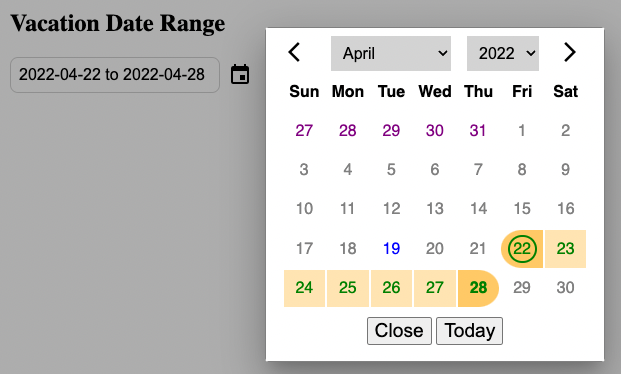 Vacation Date Range
2022-04-22 to 2022-04-28
April 2022
Sun Mon Tue Wed Thu Fri Sat
27 28 29 30 31 1 2
3 4 5 6 7 8 9
10 11 12 13 14 15 16
17 18 19 20 21 22 23
24 25 26 27 28 29 30
Close Today